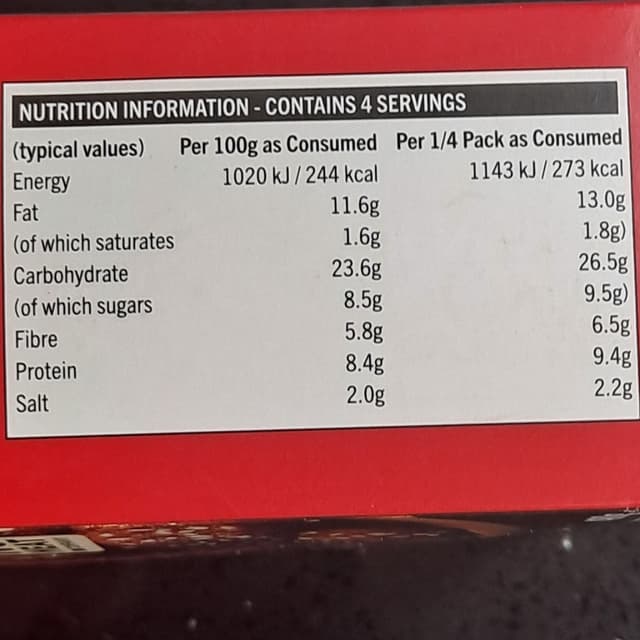 NUTRITION INFORMATION - CONTAINS 4 SERVINGS
(typical values) Per 100g as Consumed Per 1/4 Pack as Consumed
Energy 1020 kJ / 244 kcal 1143 kJ / 273 kcal
Fat 11.6g 13.0g
(of which saturates 1.6g 1.8g)
Carbohydrate 23.6g 26.5g
(of which sugars 8.5g 9.5g)
Fibre 5.8g 6.5g
Protein 8.4g 9.4g
Salt 2.0g 2.2g